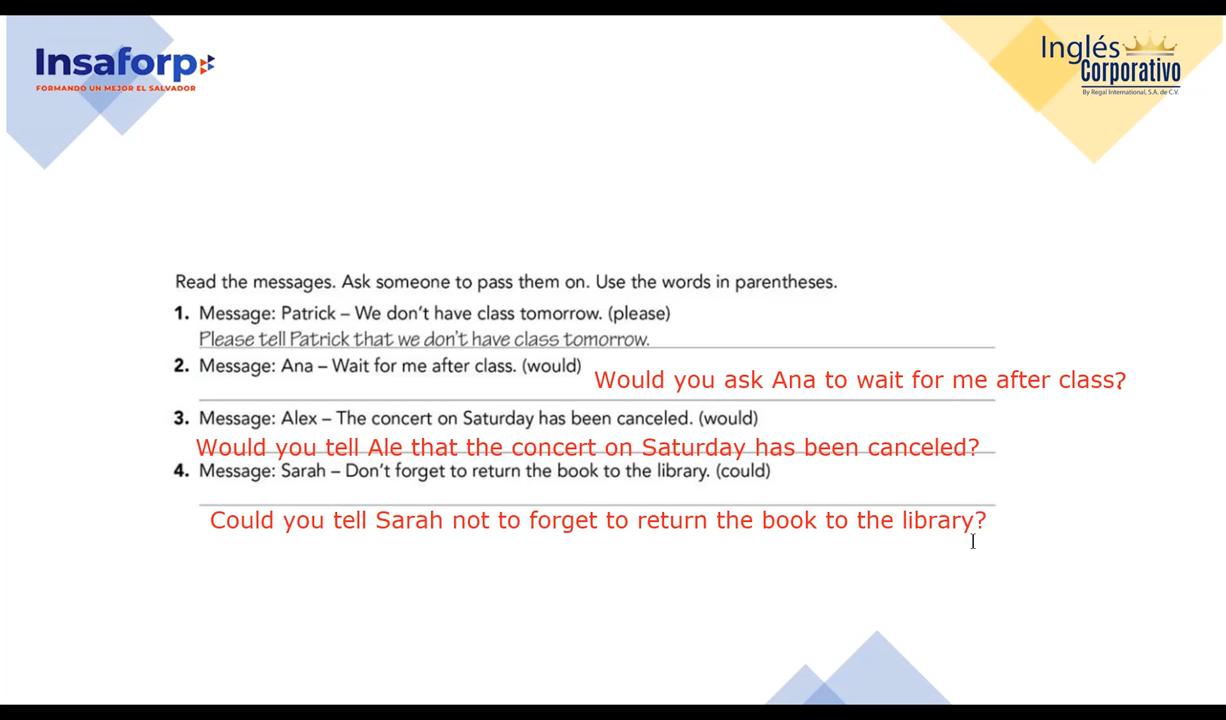 Insaforp
FORMANDO UN MEJOR EL SALVADOR
Inglés
Corporativo
By Regal International, S.A. de C.V.
Read the messages. Ask someone to pass them on. Use the words in parentheses.
1. Message: Patrick – We don't have class tomorrow. (please)
Please tell Patrick that we don't have class tomorrow.
2. Message: Ana – Wait for me after class. (would)
Would you ask Ana to wait for me after class?
3. Message: Alex – The concert on Saturday has been canceled. (would)
Would you tell Ale that the concert on Saturday has been canceled?
4. Message: Sarah – Don't forget to return the book to the library. (could)
Could you tell Sarah not to forget to return the book to the library?